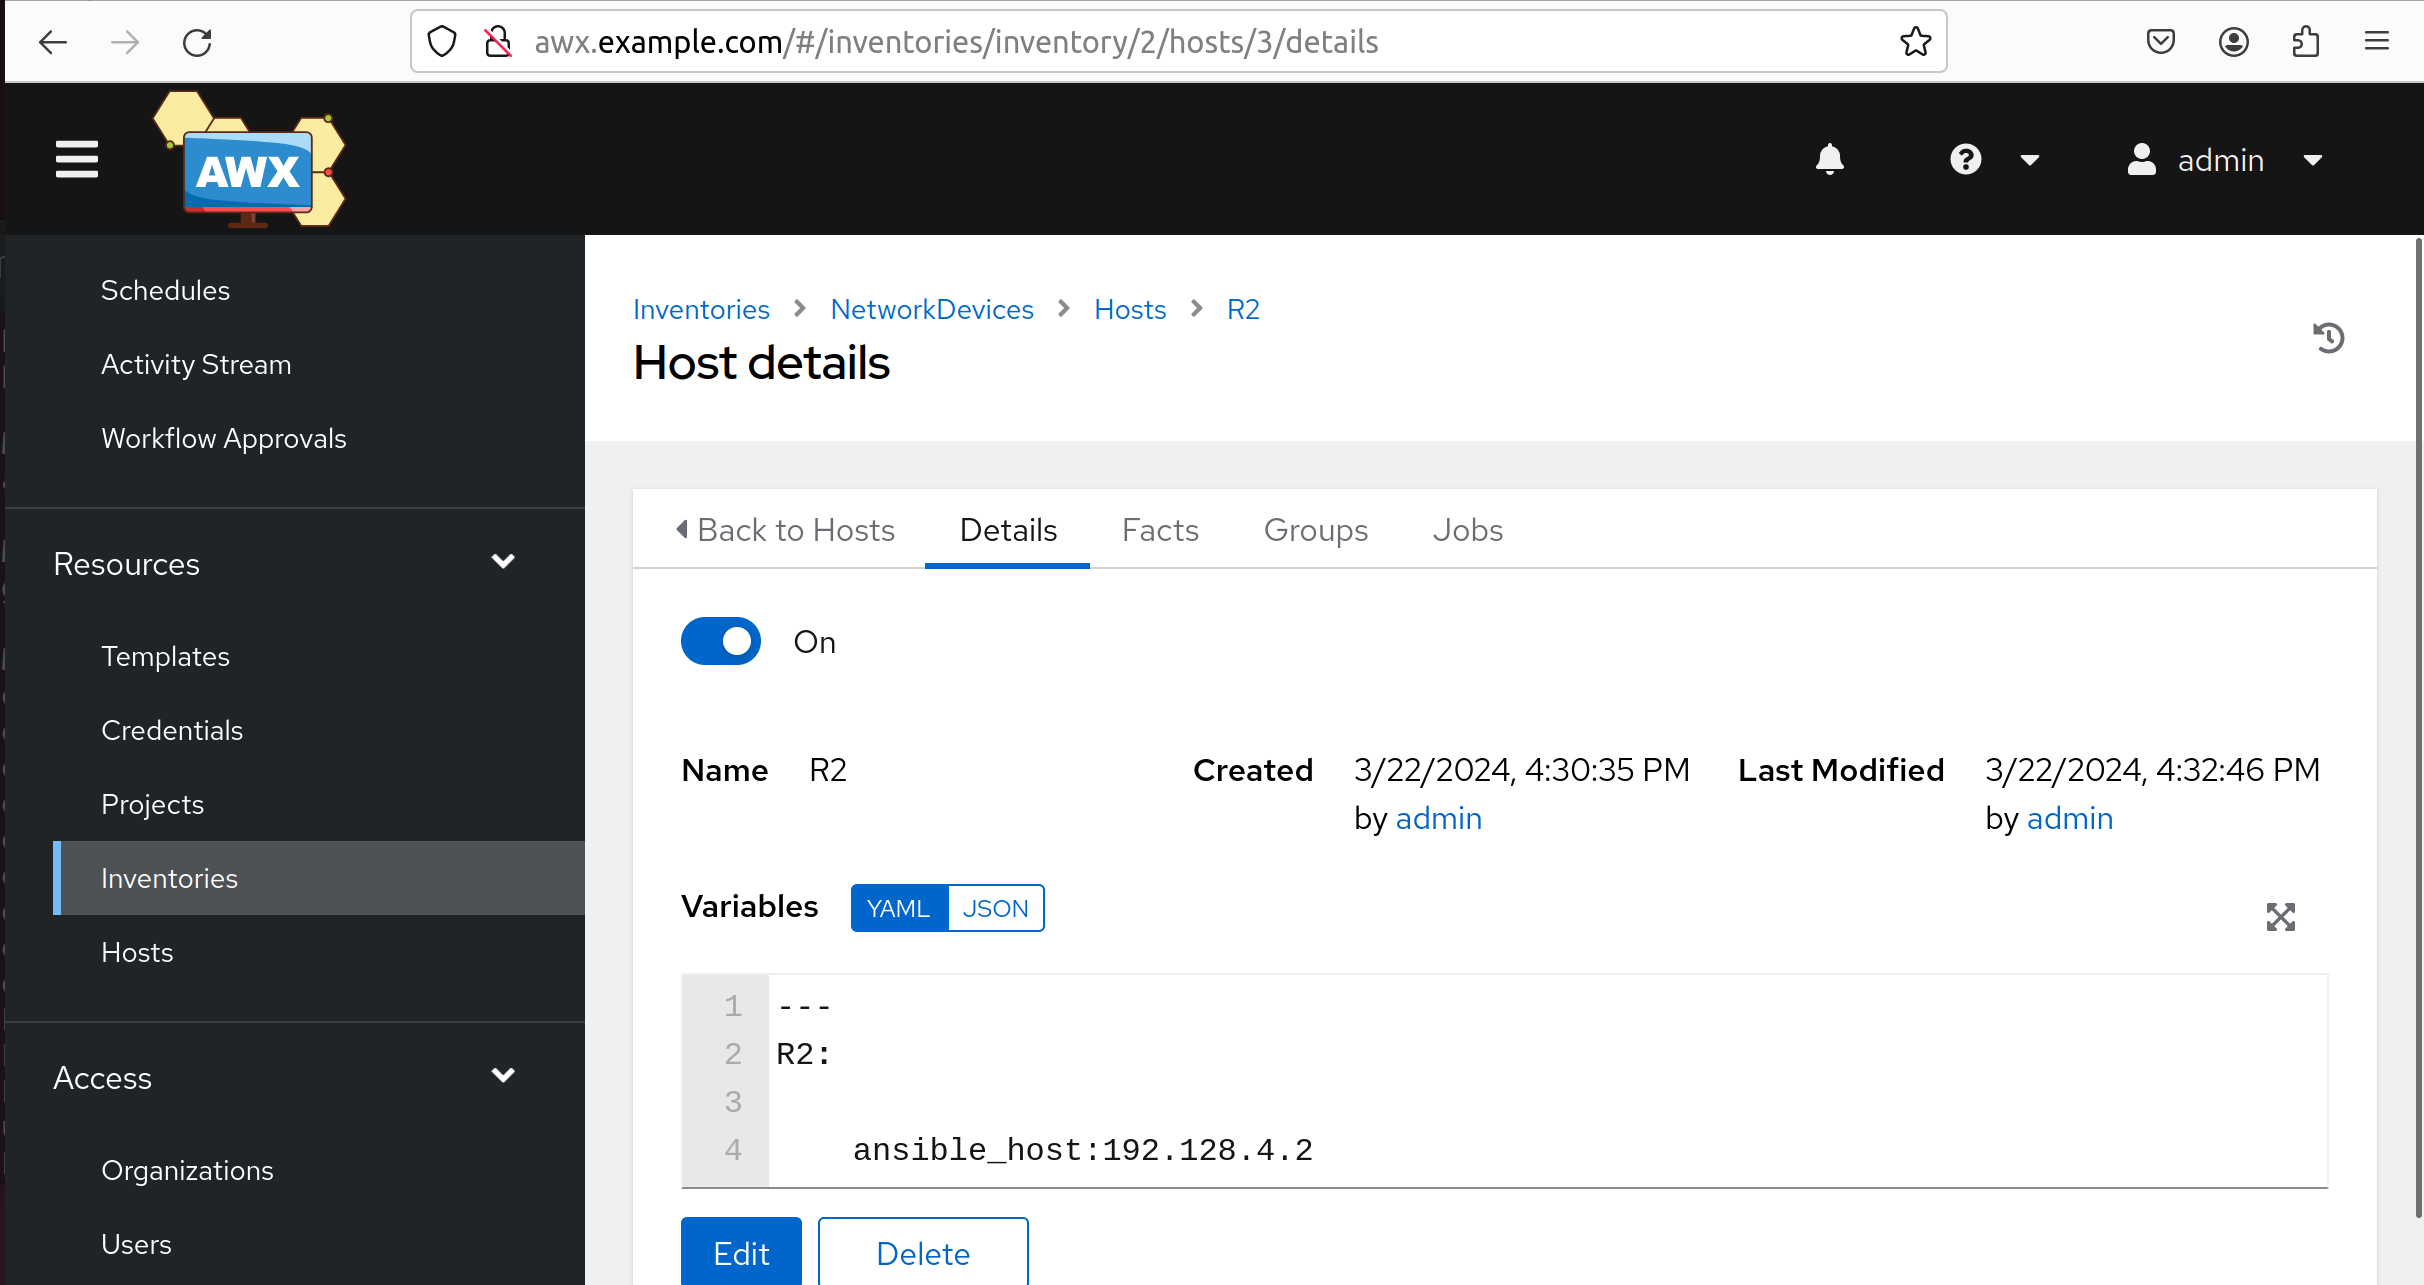 awx.example.com/#/inventories/inventory/2/hosts/3/details
AWX
admin
Schedules
Activity Stream
Workflow Approvals
Resources
Templates
Credentials
Projects
Inventories
Hosts
Access
Organizations
Users
Inventories > NetworkDevices > Hosts > R2
Host details
Back to Hosts Details Facts Groups Jobs
On
Name R2 Created 3/22/2024, 4:30:35 PM Last Modified 3/22/2024, 4:32:46 PM
by admin by admin
Variables YAML JSON
1 ---
2 R2:
3
4 ansible_host:192.128.4.2
Edit Delete